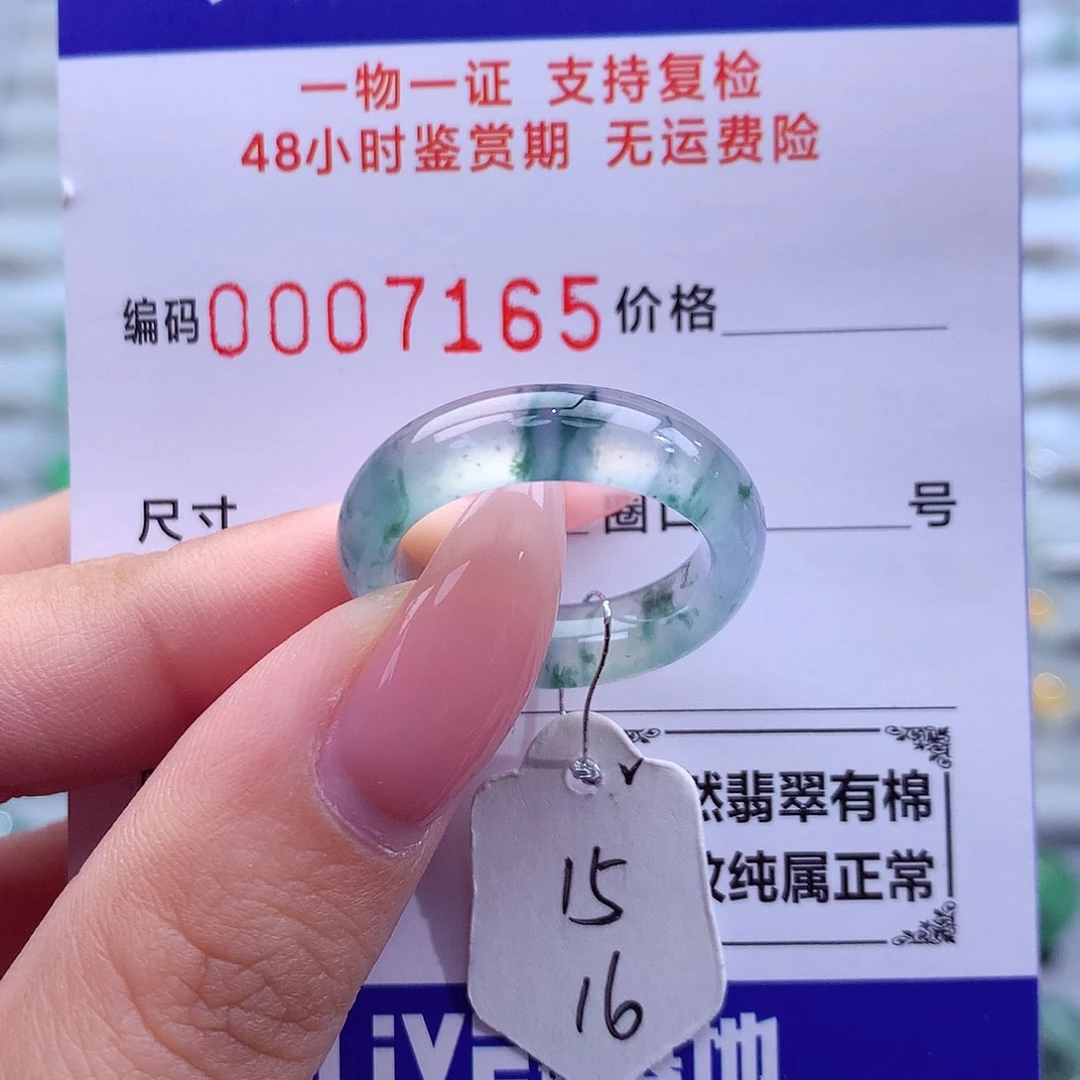 一物一证 支持复检
48小时鉴赏期 无运费险
编码0007165价格
尺寸 圈口 号
然翡翠有棉
纹纯属正常
15
16